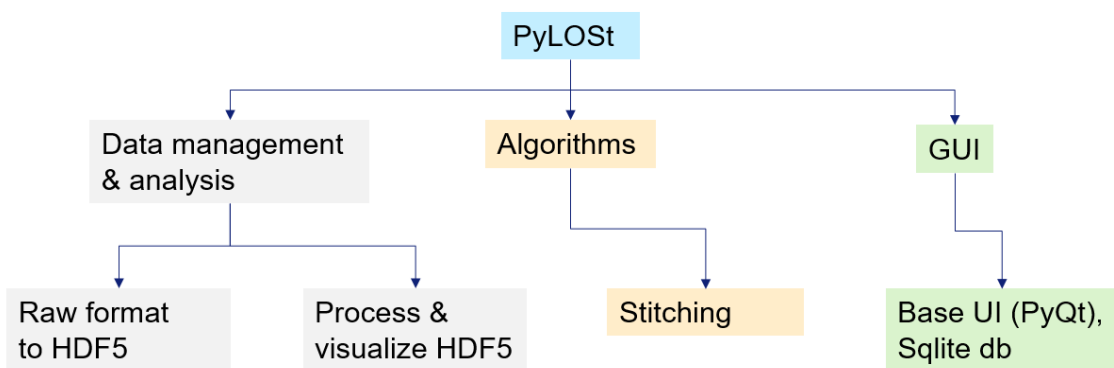 PyLOSt
Data management
& analysis
Algorithms
GUI
Raw format
to HDF5
Process &
visualize HDF5
Stitching
Base UI (PyQt),
Sqlite db